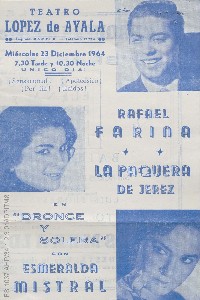 TEATRO
LOPEZ DE AYALA
Miércoles 23 Diciembre 1964
7,30 Tarde y 10,30 Noche
UNICO DIA
RAFAEL
FARINA
LA PAQUERA
DE JEREZ
EN
"BRONCE
Y
SOLERA"
con
ESMERALDA
MISTRAL